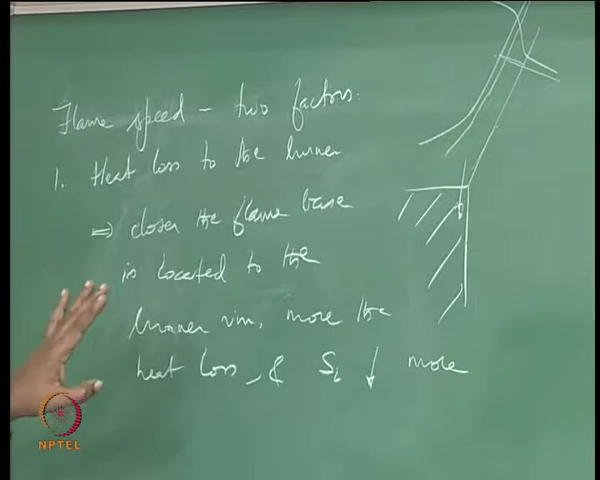 Flame speed - two factors:
1. Heat loss to the burner
⇒ closer the flame base
is located to the
burner rim, more the
heat loss, & S_L ↓ more
NPTEL